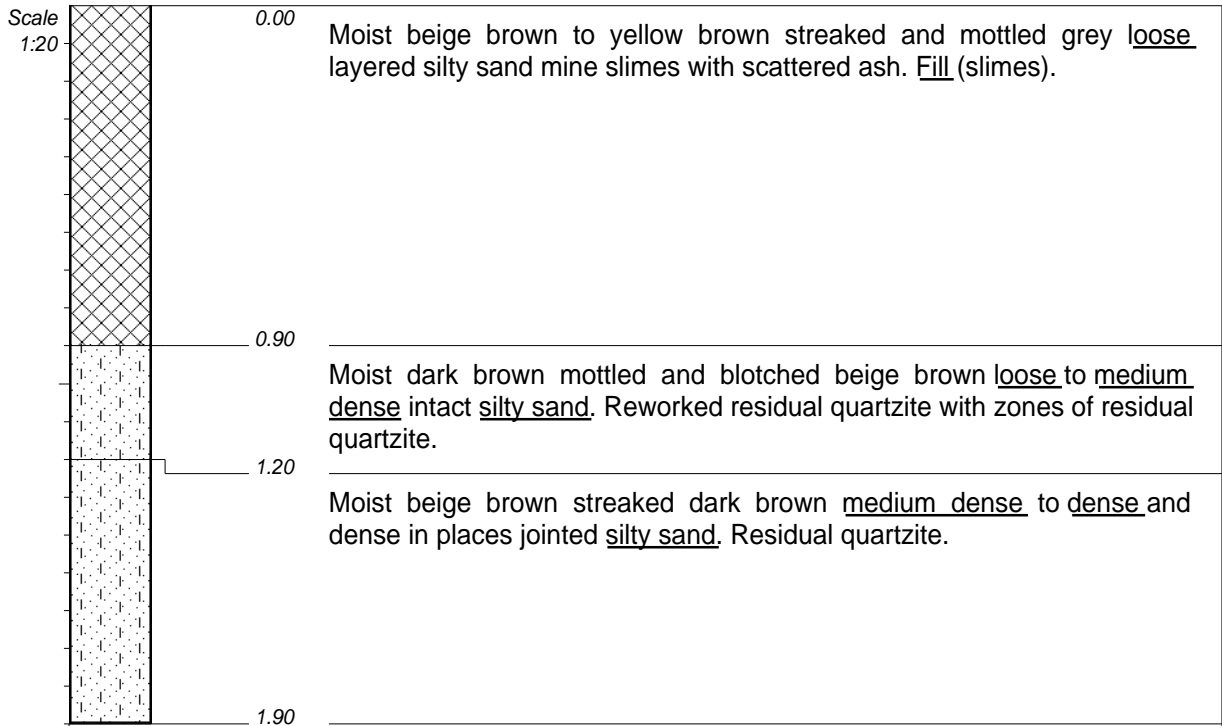 Scale
1:20
0.00
Moist beige brown to yellow brown streaked and mottled grey loose
layered silty sand mine slimes with scattered ash. Fill (slimes).
0.90
Moist dark brown mottled and blotched beige brown loose to medium
dense intact silty sand. Reworked residual quartzite with zones of residual
quartzite.
1.20
Moist beige brown streaked dark brown medium dense to dense and
dense in places jointed silty sand. Residual quartzite.
1.90